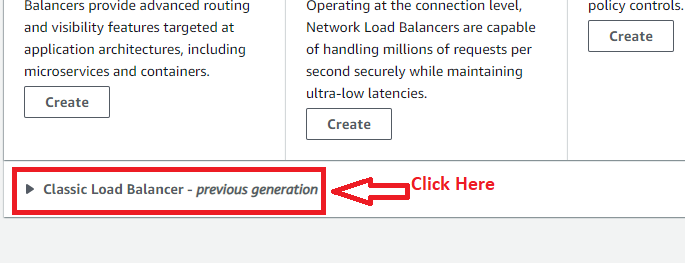 Balancers provide advanced routing
and visibility features targeted at
application architectures, including
microservices and containers.
Create
Operating at the connection level,
Network Load Balancers are capable
of handling millions of requests per
second securely while maintaining
ultra-low latencies.
Create
policy controls.
Create
Classic Load Balancer - previous generation
Click Here